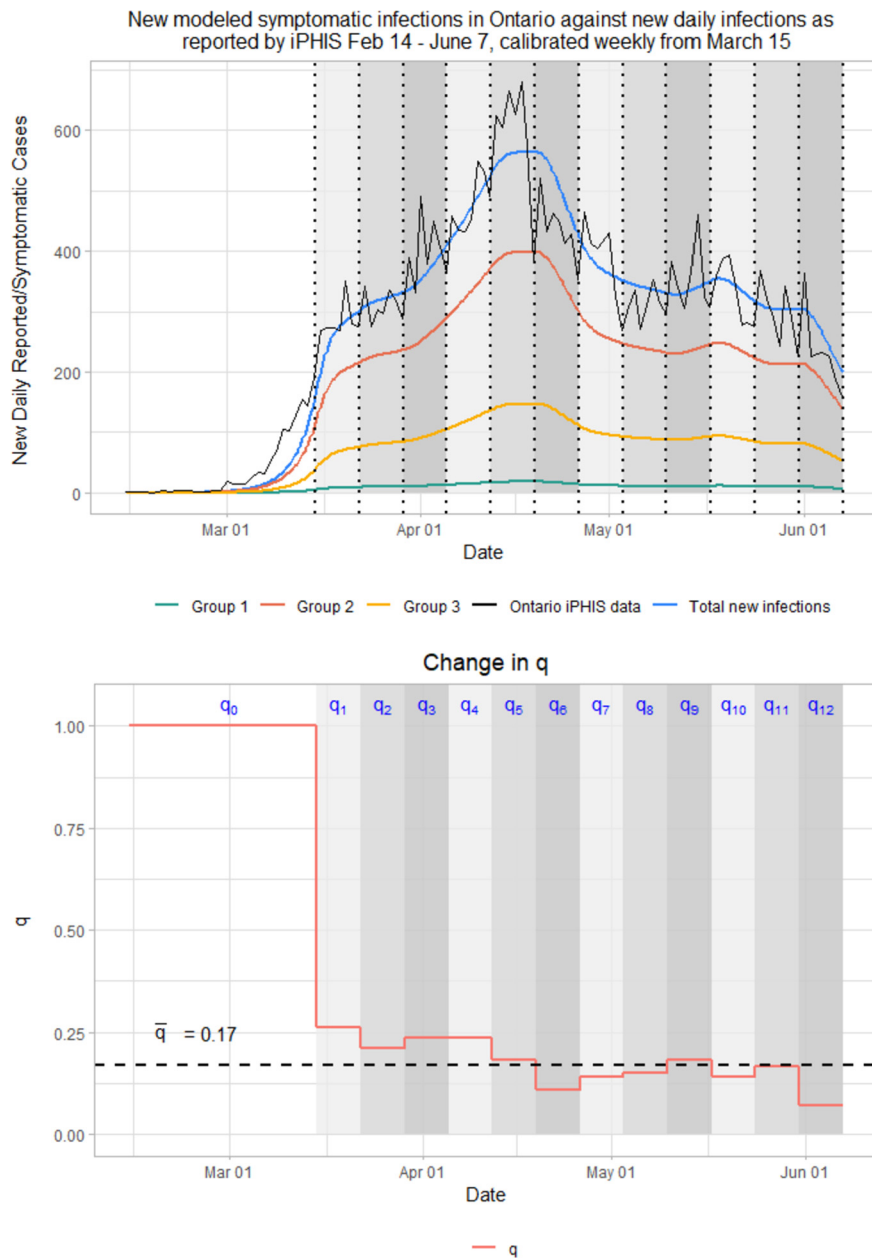 New modeled symptomatic infections in Ontario against new daily infections as
reported by iPHIS Feb 14 - June 7, calibrated weekly from March 15
New Daily Reported/Symptomatic Cases
600
400
200
0
Mar 01 Apr 01 May 01 Jun 01
Date
Group 1 Group 2 Group 3 Ontario iPHIS data Total new infections
Change in q
q₀ q₁ q₂ q₃ q₄ q₅ q₆ q₇ q₈ q₉ q₁₀ q₁₁ q₁₂
q
1.00
0.75
0.50
0.25
0.00
q̅ = 0.17
Mar 01 Apr 01 May 01 Jun 01
Date
q